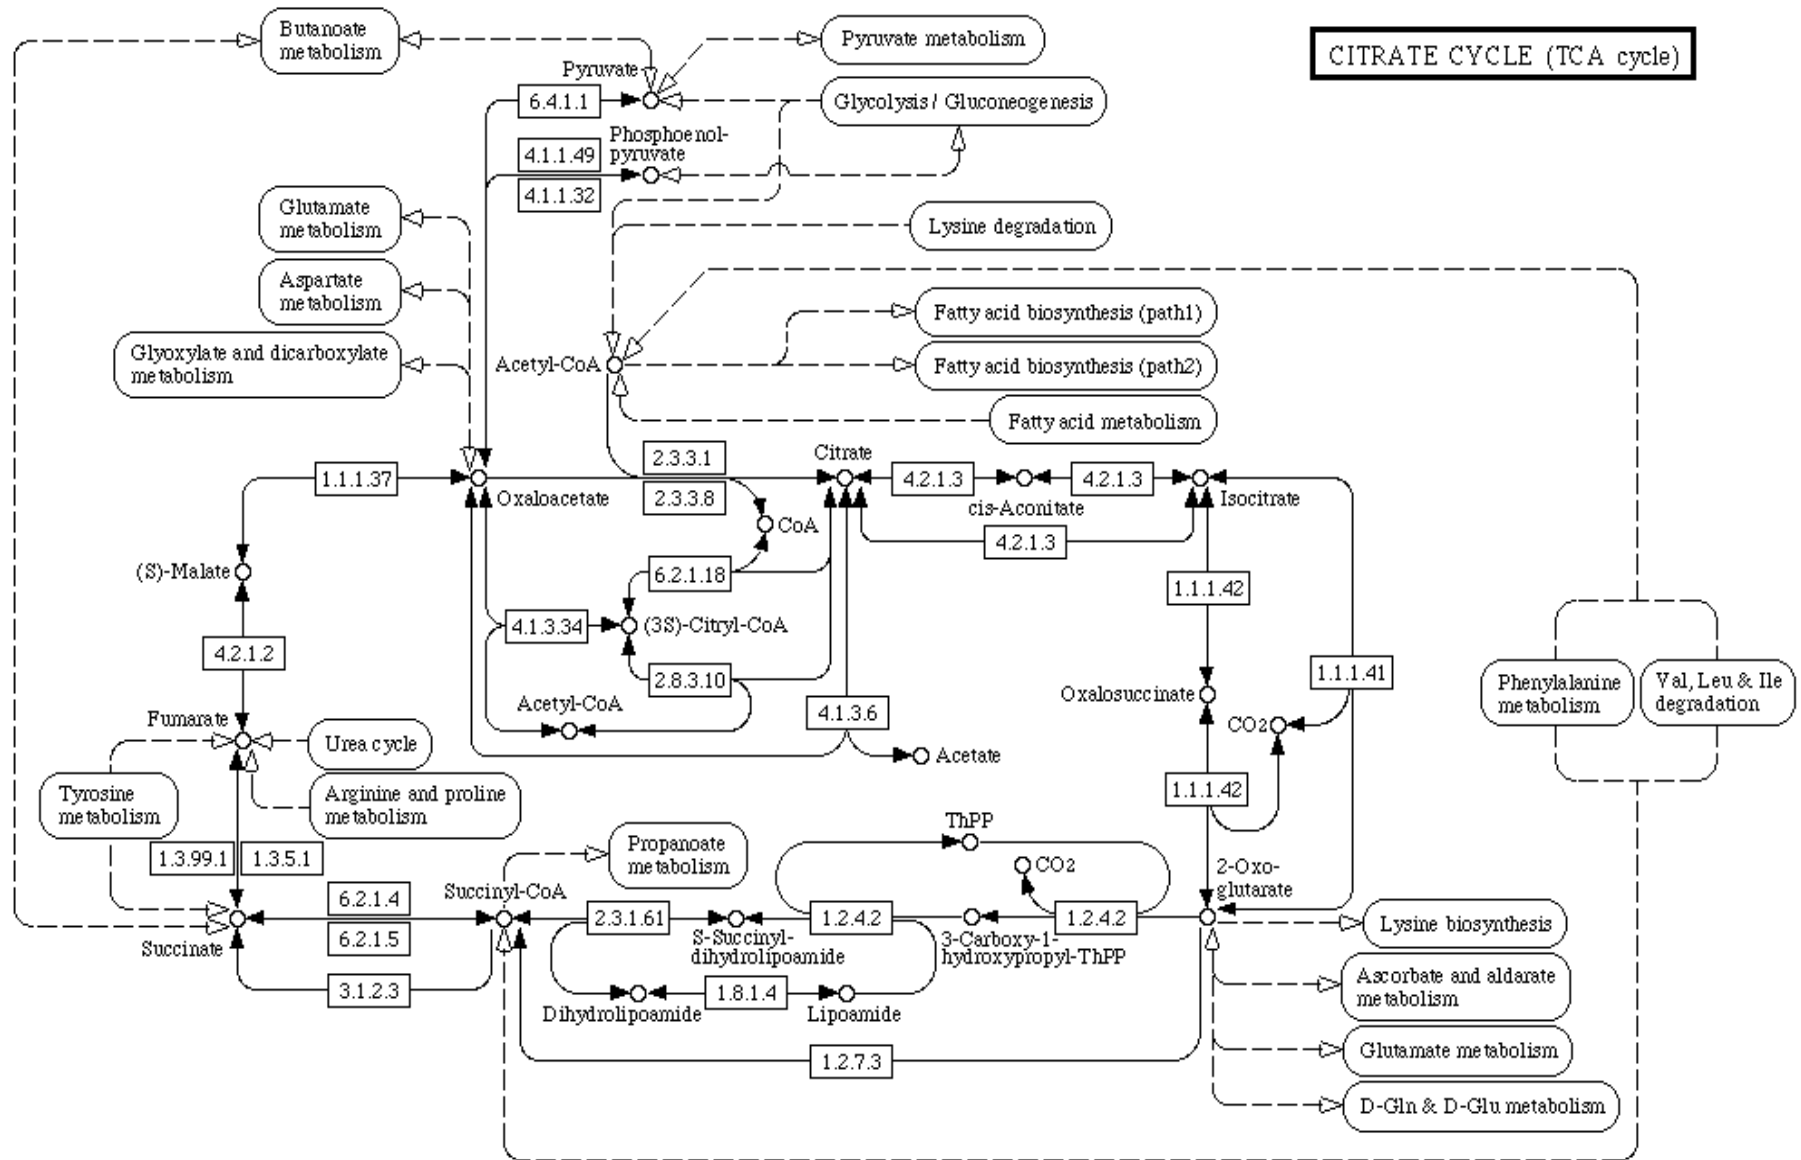 Butanoate
metabolism
Pyruvate metabolism
CITRATE CYCLE (TCA cycle)
Pyruvate
6.4.1.1
Glycolysis / Gluconeogenesis
Phosphoenol-
pyruvate
4.1.1.49
4.1.1.32
Glutamate
metabolism
Lysine degradation
Aspartate
metabolism
Fatty acid biosynthesis (path1)
Glyoxylate and dicarboxylate
metabolism
Acetyl-CoA
Fatty acid biosynthesis (path2)
Fatty acid metabolism
1.1.1.37
Oxaloacetate
2.3.3.1
2.3.3.8
Citrate
4.2.1.3
cis-Aconitate
4.2.1.3
Isocitrate
CoA
4.2.1.3
(S)-Malate
6.2.1.18
1.1.1.42
4.1.3.34
(3S)-Citryl-CoA
4.2.1.2
2.8.3.10
1.1.1.41
Oxalosuccinate
Phenylalanine
metabolism
Val, Leu & Ile
degradation
Acetyl-CoA
4.1.3.6
CO2
Fumarate
Urea cycle
Acetate
Tyrosine
metabolism
Arginine and proline
metabolism
1.1.1.42
ThPP
Propanoate
metabolism
1.3.99.1
1.3.5.1
CO2
2-Oxo-
glutarate
Succinyl-CoA
6.2.1.4
6.2.1.5
2.3.1.61
1.2.4.2
1.2.4.2
Lysine biosynthesis
Succinate
S-Succinyl-
dihydrolipoamide
3-Carboxy-1-
hydroxypropyl-ThPP
3.1.2.3
1.8.1.4
Dihydrolipoamide
Lipoamide
Ascorbate and aldarate
metabolism
1.2.7.3
Glutamate metabolism
D-Gln & D-Glu metabolism